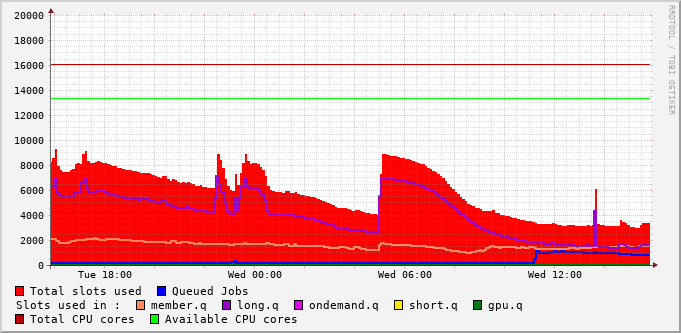 RRDTOOL / TOBI OETIKER
20000
18000
16000
14000
12000
10000
8000
6000
4000
2000
0
Tue 18:00 Wed 00:00 Wed 06:00 Wed 12:00
Total slots used Queued Jobs
Slots used in : member.q long.q ondemand.q short.q gpu.q
Total CPU cores Available CPU cores